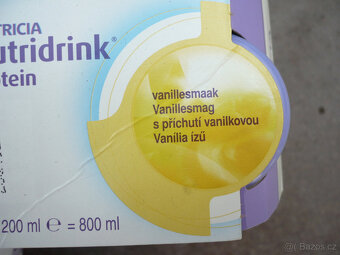 TRICIA
utridrink®
otein
vanillesmaak
Vanillesmag
s příchutí vanilkovou
Vanília ízű
200 ml ℮ = 800 ml
bazos.cz